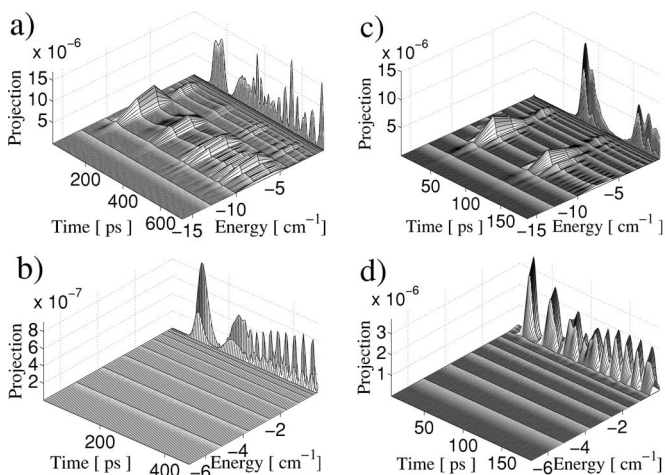 a)
x 10⁻⁶
15
10
5
Projection
200
400
600
Time [ ps ]
−15
−10
−5
Energy [ cm⁻¹ ]
c)
x 10⁻⁶
15
10
5
Projection
50
100
150
Time [ ps ]
−15
−10
−5
Energy [ cm⁻¹ ]
b)
x 10⁻⁷
8
6
4
2
Projection
200
400
Time [ ps ]
−6
−4
−2
Energy [ cm⁻¹ ]
d)
x 10⁻⁶
3
2
1
Projection
50
100
150
Time [ ps ]
−6
−4
−2
Energy [ cm⁻¹ ]